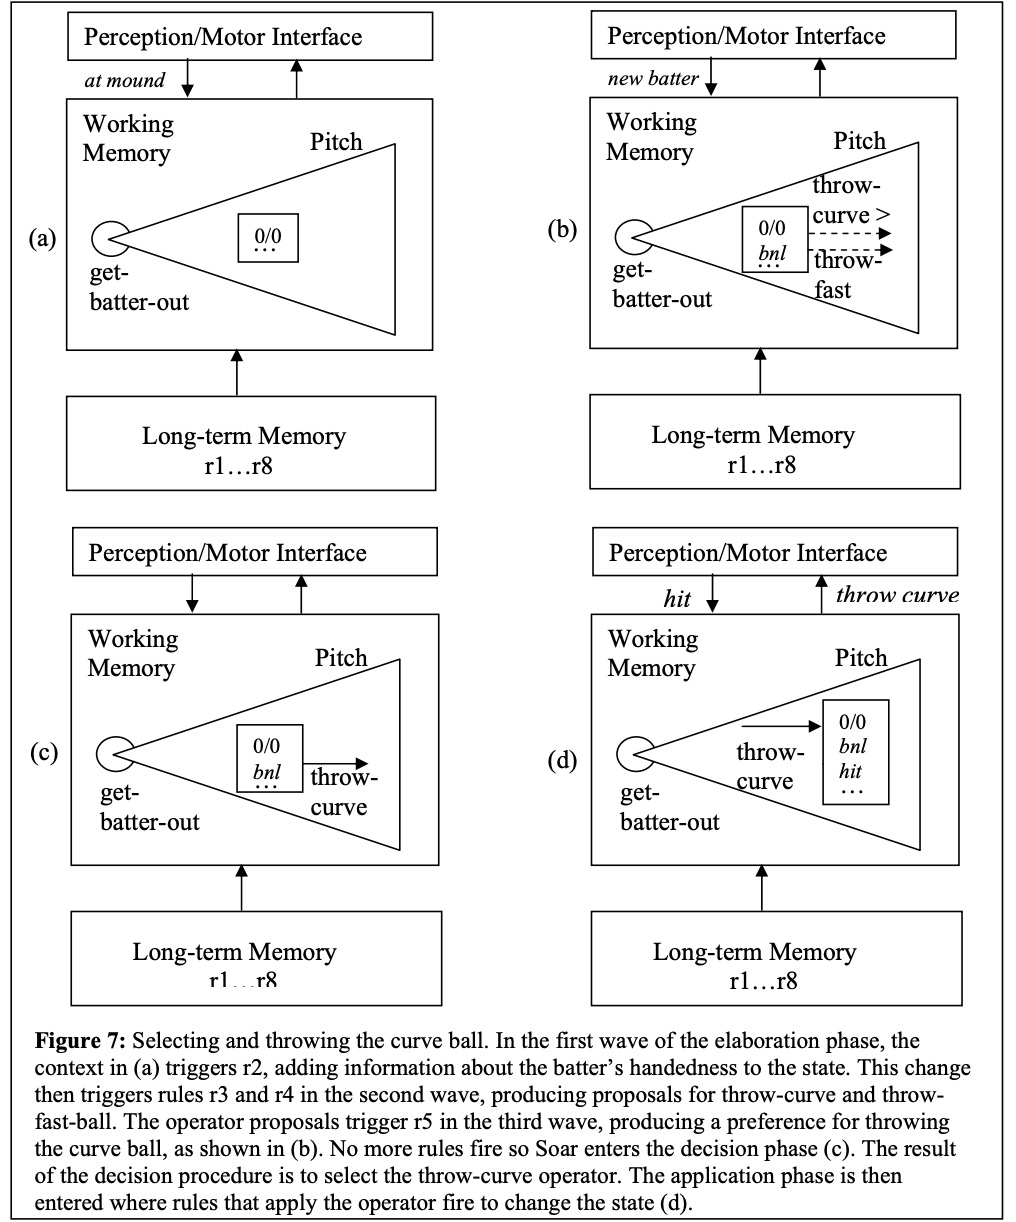 Perception/Motor Interface
at mound
Working
Memory
Pitch
(a)
0/0
...
get-
batter-out
Long-term Memory
r1…r8
Perception/Motor Interface
new batter
Working
Memory
Pitch
throw-
curve >
(b)
0/0
bnl
...
throw-
fast
get-
batter-out
Long-term Memory
r1…r8
Perception/Motor Interface
Working
Memory
Pitch
(c)
0/0
bnl
...
throw-
curve
get-
batter-out
Long-term Memory
r1…r8
Perception/Motor Interface
hit
throw curve
Working
Memory
Pitch
(d)
throw-
curve
0/0
bnl
hit
...
get-
batter-out
Long-term Memory
r1…r8
Figure 7: Selecting and throwing the curve ball. In the first wave of the elaboration phase, the
context in (a) triggers r2, adding information about the batter’s handedness to the state. This change
then triggers rules r3 and r4 in the second wave, producing proposals for throw-curve and throw-
fast-ball. The operator proposals trigger r5 in the third wave, producing a preference for throwing
the curve ball, as shown in (b). No more rules fire so Soar enters the decision phase (c). The result
of the decision procedure is to select the throw-curve operator. The application phase is then
entered where rules that apply the operator fire to change the state (d).